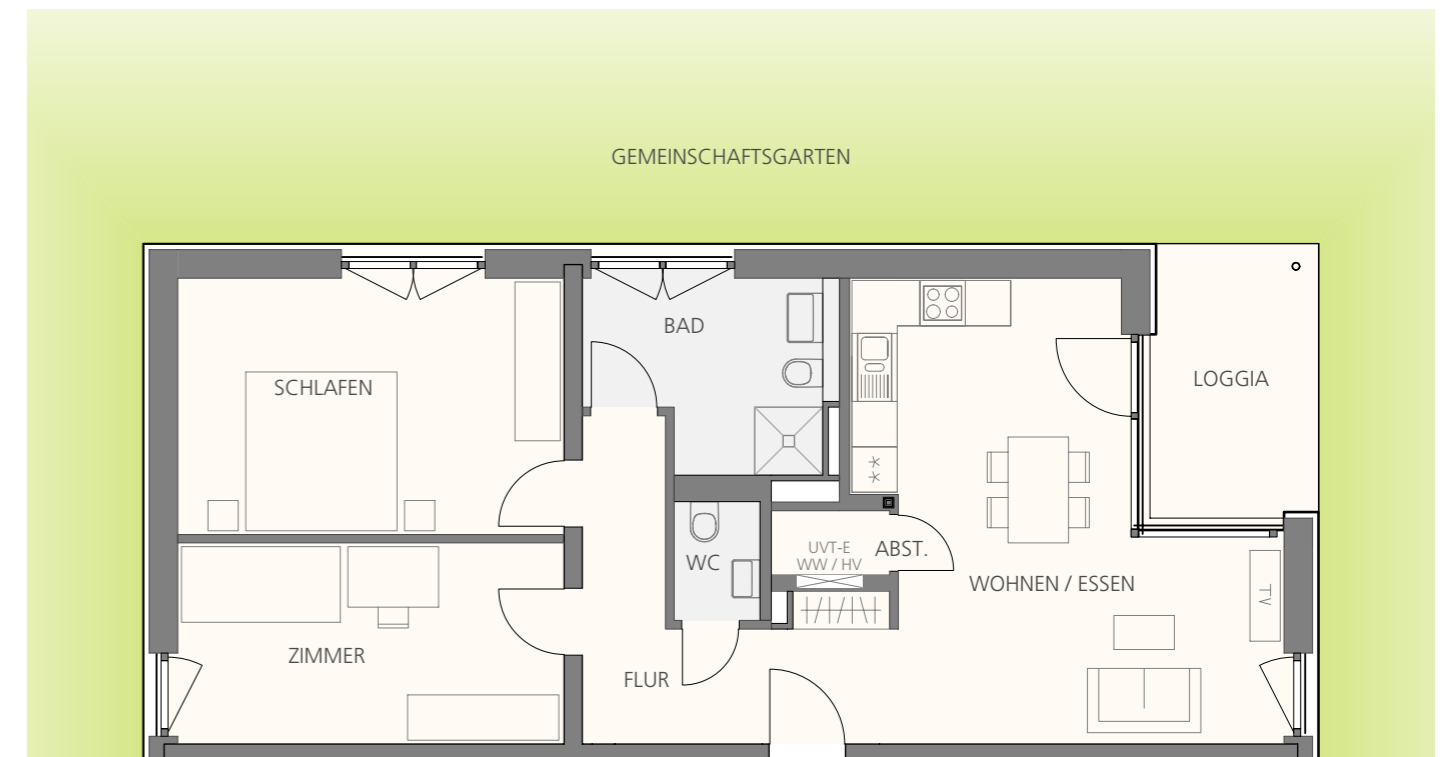 GEMEINSCHAFTSGARTEN
BAD
SCHLAFEN
LOGGIA
UVT-E
WW / HV
ABST.
WC
WOHNEN / ESSEN
TV
ZIMMER
FLUR